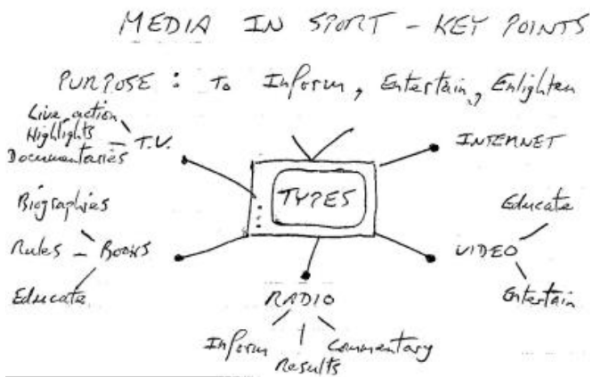 MEDIA IN SPORT - KEY POINTS
PURPOSE : To Inform, Entertain, Enlighten
Live action
Highlights
Documentaries
T.V.
INTERNET
TYPES
Biographies
Rules - BOOKS
Educate
Educate
VIDEO
Entertain
RADIO
Inform
Results
Commentary